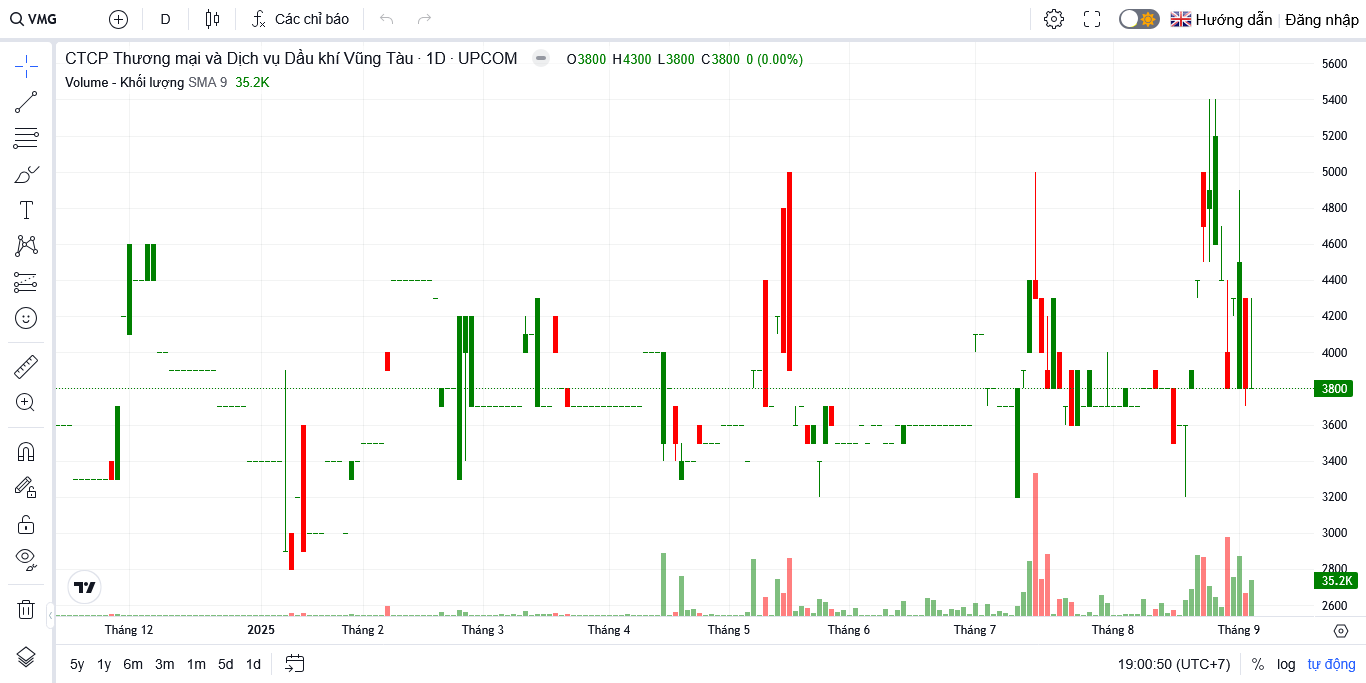 VMG D Các chỉ báo Hướng dẫn Đăng nhập
CTCP Thương mại và Dịch vụ Dầu khí Vũng Tàu · 1D · UPCOM O3800 H4300 L3800 C3800 0 (0.00%)
Volume - Khối lượng SMA 9 35.2K
5600
5400
5200
5000
4800
4600
4400
4200
4000
3800
3600
3400
3200
3000
2800
35.2K
2600
Tháng 12 2025 Tháng 2 Tháng 3 Tháng 4 Tháng 5 Tháng 6 Tháng 7 Tháng 8 Tháng 9
5y 1y 6m 3m 1m 5d 1d 19:00:50 (UTC+7) % log tự động